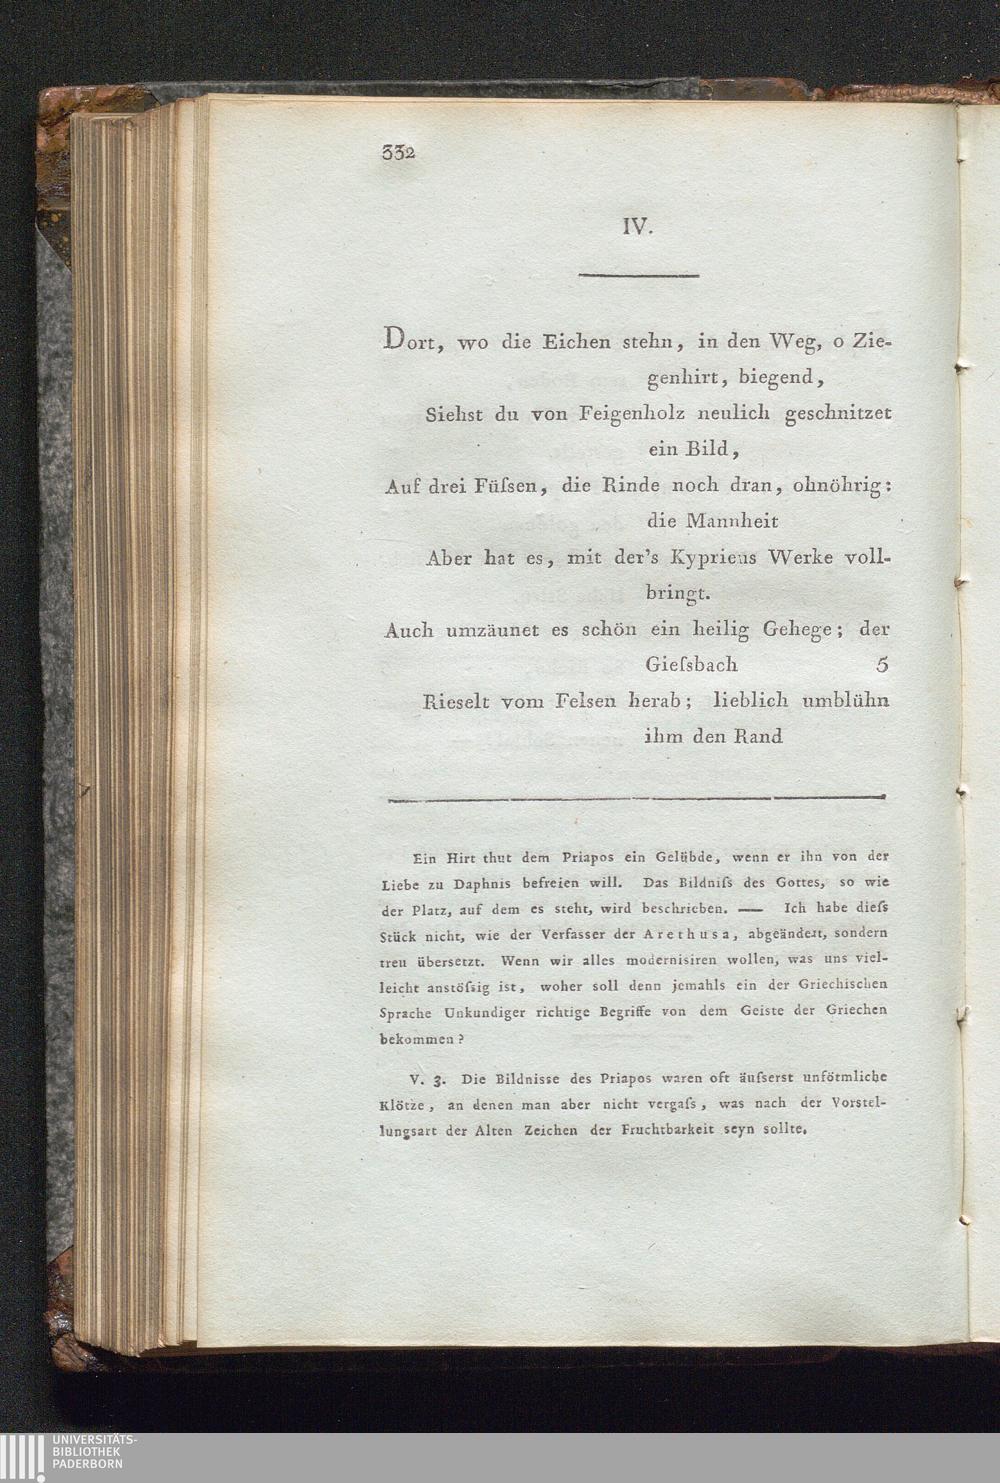 332
IV.
Dort, wo die Eichen stehn, in den Weg, o Zie-
genhirt, biegend,
Siehst du von Feigenholz neulich geschnitzet
ein Bild,
Auf drei Füſsen, die Rinde noch dran, ohnöhrig:
die Mannheit
Aber hat es, mit der's Kypriens Werke voll-
bringt.
Auch umzäunet es schön ein heilig Gehege; der
Gieſsbach 5
Rieselt vom Felsen herab; lieblich umblühn
ihm den Rand
Ein Hirt thut dem Priapos ein Gelübde, wenn er ihn von der
Liebe zu Daphnis befreien will. Das Bildniſs des Gottes, so wie
der Platz, auf dem es steht, wird beschrieben. — Ich habe dieſs
Stück nicht, wie der Verfasser der Arethusa, abgeändert, sondern
treu übersetzt. Wenn wir alles modernisiren wollen, was uns viel-
leicht anstöſsig ist, woher soll denn jemahls ein der Griechischen
Sprache Unkundiger richtige Begriffe von dem Geiste der Griechen
bekommen?
V. 3. Die Bildnisse des Priapos waren oft äuſserst unförmliche
Klötze, an denen man aber nicht vergaſs, was nach der Vorstel-
lungsart der Alten Zeichen der Fruchtbarkeit seyn sollte.
UNIVERSITÄTS-
BIBLIOTHEK
PADERBORN